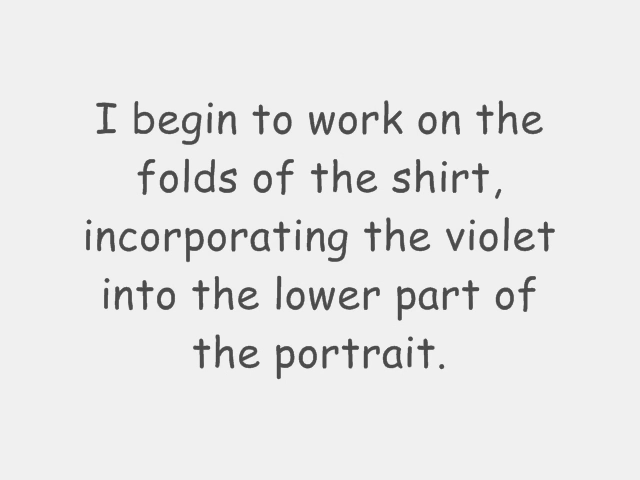 I begin to work on the
folds of the shirt,
incorporating the violet
into the lower part of
the portrait.